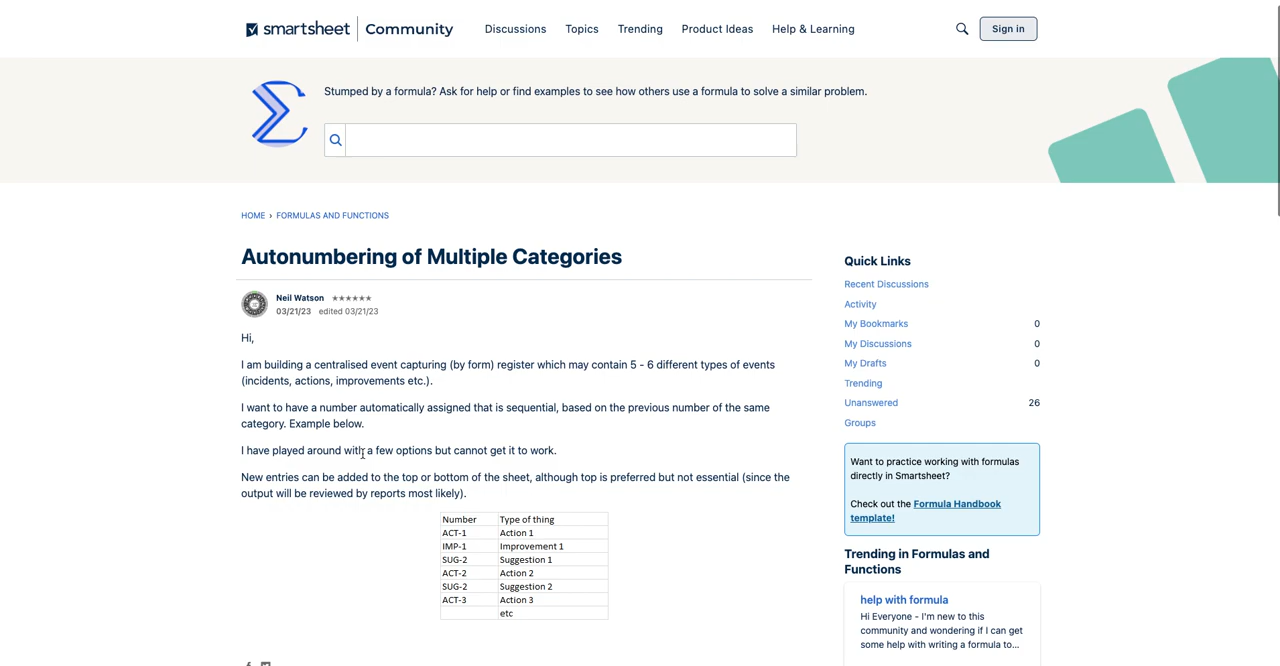 smartsheet Community Discussions Topics Trending Product Ideas Help & Learning Sign in
Stumped by a formula? Ask for help or find examples to see how others use a formula to solve a similar problem.
HOME › FORMULAS AND FUNCTIONS
Autonumbering of Multiple Categories
Neil Watson ★★★★★★
03/21/23 edited 03/21/23
Hi,
I am building a centralised event capturing (by form) register which may contain 5 - 6 different types of events
(incidents, actions, improvements etc.).
I want to have a number automatically assigned that is sequential, based on the previous number of the same
category. Example below.
I have played around with a few options but cannot get it to work.
New entries can be added to the top or bottom of the sheet, although top is preferred but not essential (since the
output will be reviewed by reports most likely).
Number Type of thing
ACT-1 Action 1
IMP-1 Improvement 1
SUG-2 Suggestion 1
ACT-2 Action 2
SUG-2 Suggestion 2
ACT-3 Action 3
etc
Quick Links
Recent Discussions
Activity
My Bookmarks 0
My Discussions 0
My Drafts 0
Trending
Unanswered 26
Groups
Want to practice working with formulas
directly in Smartsheet?
Check out the Formula Handbook
template!
Trending in Formulas and
Functions
help with formula
Hi Everyone - I'm new to this
community and wondering if I can get
some help with writing a formula to...